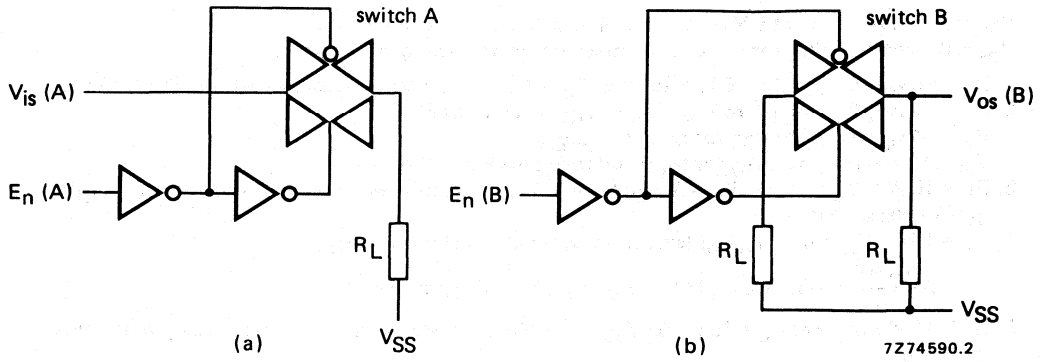 switch A
V_is (A)
E_n (A)
R_L
V_SS
(a)
switch B
V_os (B)
E_n (B)
R_L
R_L
V_SS
(b)
7Z74590.2